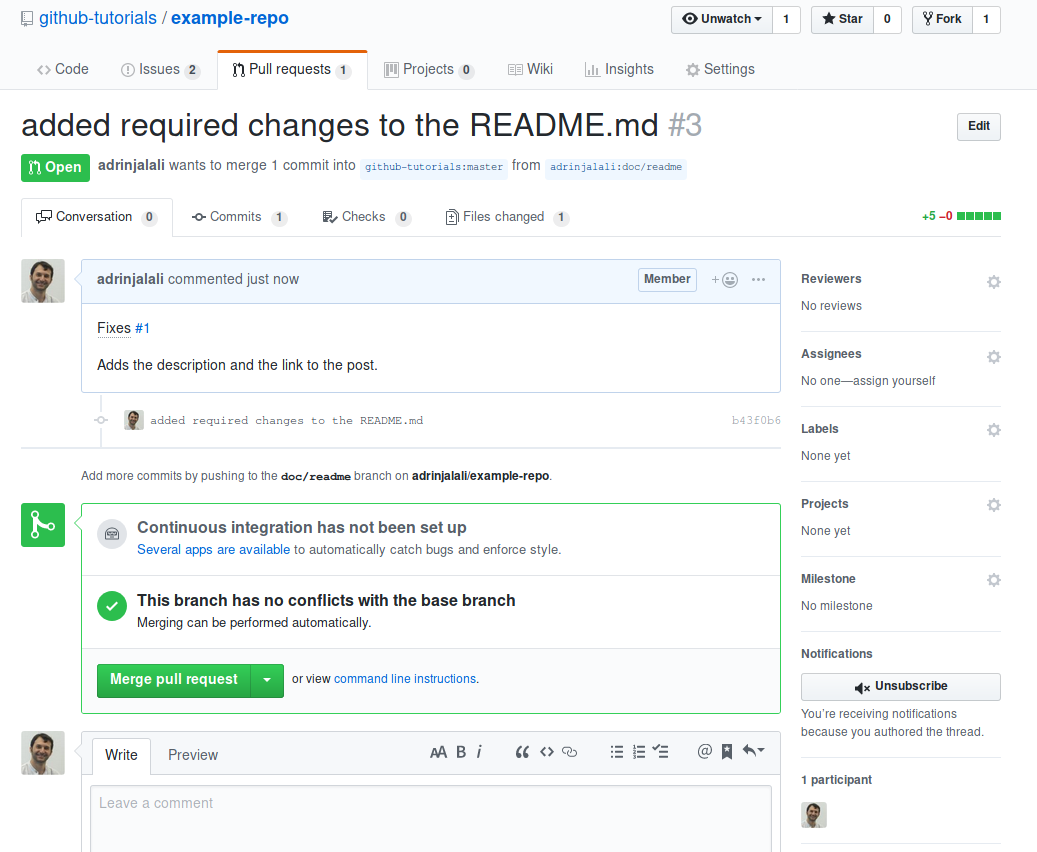 github-tutorials / example-repo
Unwatch 1 Star 0 Fork 1
Code Issues 2 Pull requests 1 Projects 0 Wiki Insights Settings
added required changes to the README.md #3
Edit
Open adrinjalali wants to merge 1 commit into github-tutorials:master from adrinjalali:doc/readme
Conversation 0 Commits 1 Checks 0 Files changed 1 +5 −0
adrinjalali commented just now Member + ···
Fixes #1
Adds the description and the link to the post.
added required changes to the README.md b43f0b6
Add more commits by pushing to the doc/readme branch on adrinjalali/example-repo.
Continuous integration has not been set up
Several apps are available to automatically catch bugs and enforce style.
This branch has no conflicts with the base branch
Merging can be performed automatically.
Merge pull request or view command line instructions.
Write Preview AA B i “ <> @
Leave a comment
Reviewers
No reviews
Assignees
No one—assign yourself
Labels
None yet
Projects
None yet
Milestone
No milestone
Notifications
Unsubscribe
You’re receiving notifications
because you authored the thread.
1 participant